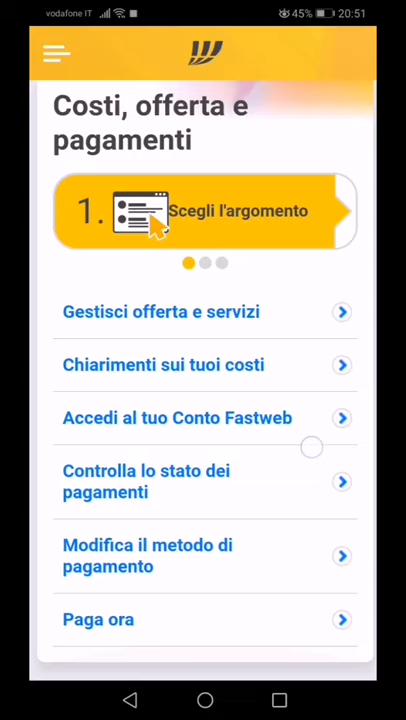 vodafone IT 45% 20:51
Costi, offerta e
pagamenti
1. Scegli l'argomento
Gestisci offerta e servizi
Chiarimenti sui tuoi costi
Accedi al tuo Conto Fastweb
Controlla lo stato dei
pagamenti
Modifica il metodo di
pagamento
Paga ora